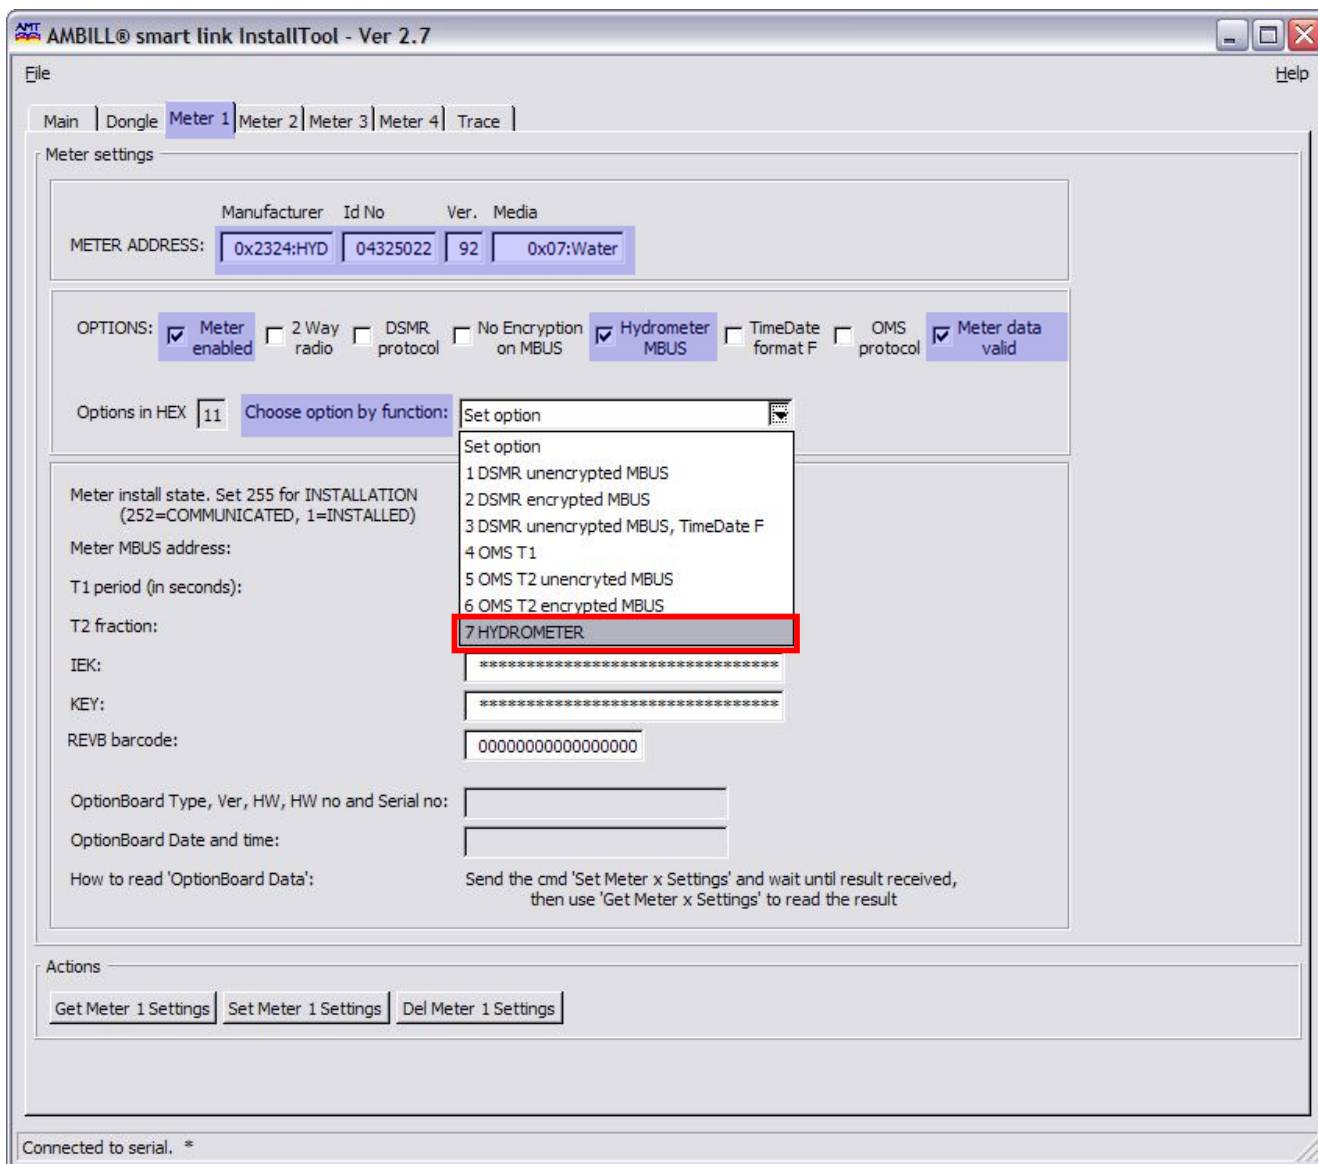 AMT
AMBILL® smart link InstallTool - Ver 2.7
File Help
Main Dongle Meter 1 Meter 2 Meter 3 Meter 4 Trace
Meter settings
Manufacturer Id No Ver. Media
METER ADDRESS: 0x2324:HYD 04325022 92 0x07:Water
OPTIONS: Meter enabled 2 Way radio DSMR protocol No Encryption on MBUS Hydrometer MBUS TimeDate format F OMS protocol Meter data valid
Options in HEX 11 Choose option by function: Set option
Set option
1 DSMR unencrypted MBUS
2 DSMR encrypted MBUS
3 DSMR unencrypted MBUS, TimeDate F
4 OMS T1
5 OMS T2 unencryted MBUS
6 OMS T2 encrypted MBUS
7 HYDROMETER
Meter install state. Set 255 for INSTALLATION
(252=COMMUNICATED, 1=INSTALLED)
Meter MBUS address:
T1 period (in seconds):
T2 fraction:
IEK: ********************************
KEY: ********************************
REVB barcode: 00000000000000000
OptionBoard Type, Ver, HW, HW no and Serial no:
OptionBoard Date and time:
How to read 'OptionBoard Data': Send the cmd 'Set Meter x Settings' and wait until result received,
then use 'Get Meter x Settings' to read the result
Actions
Get Meter 1 Settings Set Meter 1 Settings Del Meter 1 Settings
Connected to serial. *